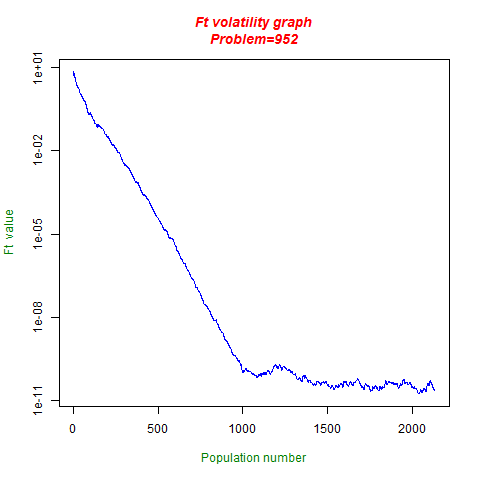 Ft volatility graph
Problem=952
1e+01
1e-02
1e-05
1e-08
1e-11
Ft value
0 500 1000 1500 2000
Population number